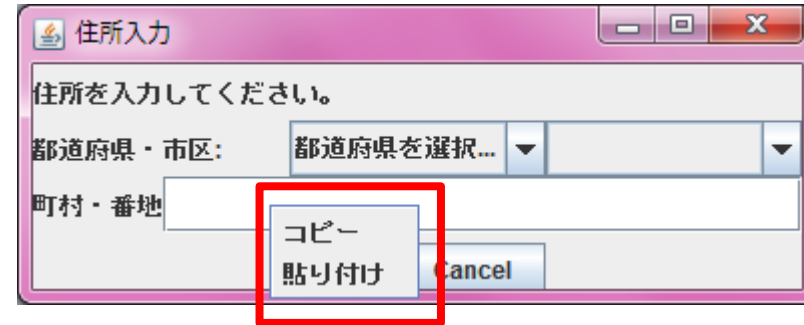 住所入力
住所を入力してください。
都道府県・市区: 都道府県を選択...
町村・番地
コピー
貼り付け
Cancel